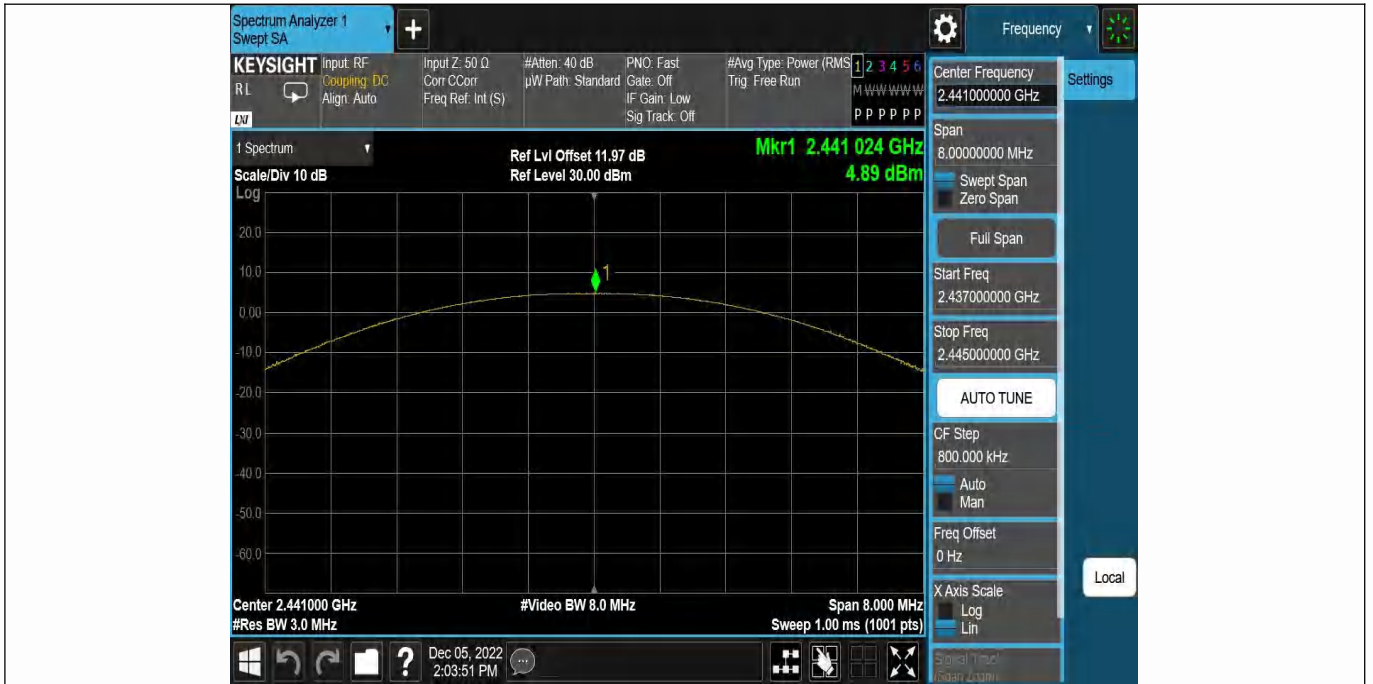 Spectrum Analyzer 1
Swept SA
Frequency
KEYSIGHT
RL
LXI
Input: RF
Coupling: DC
Align: Auto
Input Z: 50 Ω
Corr CCorr
Freq Ref: Int (S)
#Atten: 40 dB
µW Path: Standard
PNO: Fast
Gate: Off
IF Gain: Low
Sig Track: Off
#Avg Type: Power (RMS
Trig: Free Run
1 2 3 4 5 6
M W W W W W
P P P P P P
1 Spectrum
Scale/Div 10 dB
Ref Lvl Offset 11.97 dB
Ref Level 30.00 dBm
Mkr1 2.441 024 GHz
4.89 dBm
Log
20.0
10.0
0.00
-10.0
-20.0
-30.0
-40.0
-50.0
-60.0
1
Center 2.441000 GHz
#Res BW 3.0 MHz
#Video BW 8.0 MHz
Span 8.000 MHz
Sweep 1.00 ms (1001 pts)
Dec 05, 2022
2:03:51 PM
Center Frequency
2.441000000 GHz
Span
8.00000000 MHz
Swept Span
Zero Span
Full Span
Start Freq
2.437000000 GHz
Stop Freq
2.445000000 GHz
AUTO TUNE
CF Step
800.000 kHz
Auto
Man
Freq Offset
0 Hz
X Axis Scale
Log
Lin
Signal Track
(Span Zoom)
Settings
Local